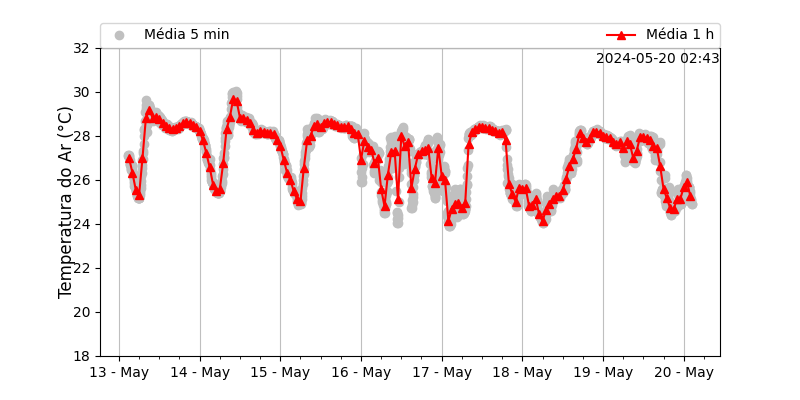 Média 5 min
Média 1 h
2024-05-20 02:43
Temperatura do Ar (°C)
32
30
28
26
24
22
20
18
13 - May
14 - May
15 - May
16 - May
17 - May
18 - May
19 - May
20 - May